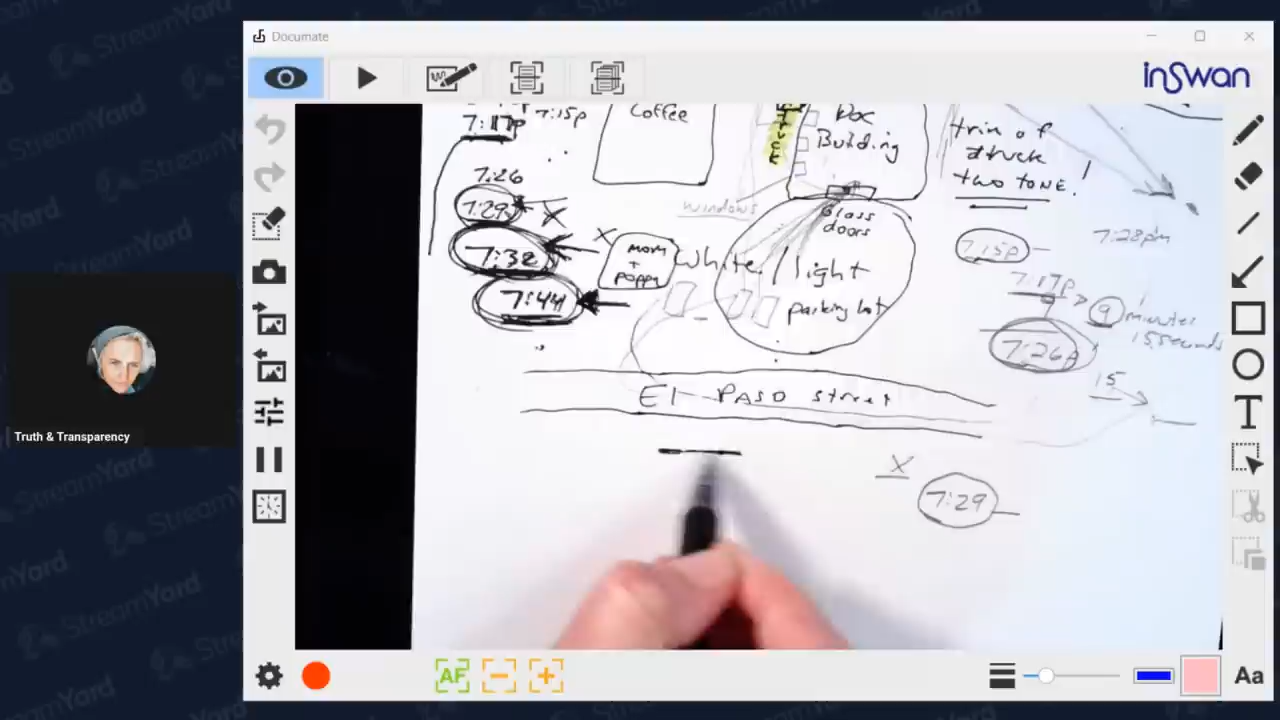 StreamYard
Documate
inSwan
7:17p
7:15p
Coffee
Doc
Building
trim of
truck
two tone!
7:26
7:29
X
windows
Glass
doors
7:15p
7:28pm
7:32
X
mom
+
poppy
white / light
parking lot
7:17p
7:44
9 minutes
15 seconds
7:26p
El PASO street
15
X
7:29
Truth & Transparency
AF
Aa
T